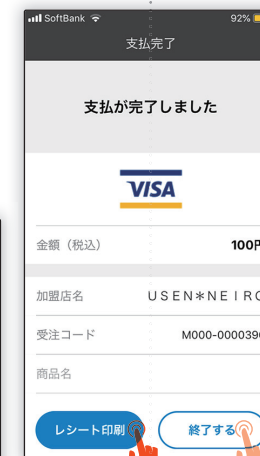 SoftBank 92%
支払完了
支払が完了しました
VISA
金額（税込） 100円
加盟店名 ＵＳＥＮ＊ＮＥＩＲＯ
受注コード M000-0000390
商品名
レシート印刷 終了する